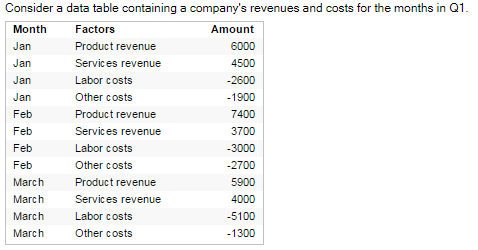 Consider a data table containing a company's revenues and costs for the months in Q1.
Month Factors Amount
Jan Product revenue 6000
Jan Services revenue 4500
Jan Labor costs -2600
Jan Other costs -1900
Feb Product revenue 7400
Feb Services revenue 3700
Feb Labor costs -3000
Feb Other costs -2700
March Product revenue 5900
March Services revenue 4000
March Labor costs -5100
March Other costs -1300